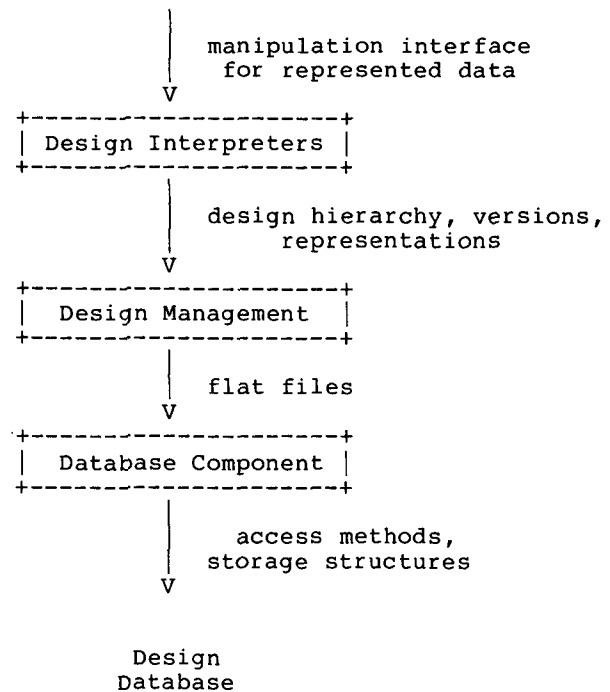 manipulation interface
for represented data
V
+----------------------+
| Design Interpreters |
+----------------------+
design hierarchy, versions,
representations
V
+----------------------+
| Design Management |
+----------------------+
flat files
V
+----------------------+
| Database Component |
+----------------------+
access methods,
storage structures
V
Design
Database